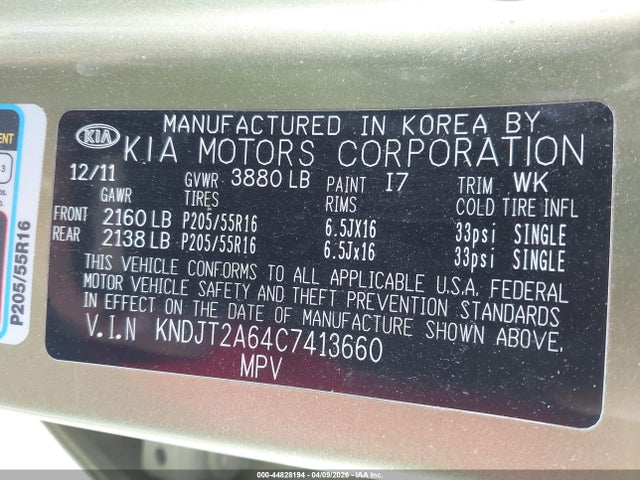 KIA
MANUFACTURED IN KOREA BY
KIA MOTORS CORPORATION
12/11 GVWR 3880 LB PAINT I7 TRIM WK
GAWR TIRES RIMS COLD TIRE INFL
FRONT 2160 LB P205/55R16 6.5JX16 33psi SINGLE
REAR 2138 LB P205/55R16 6.5Jx16 33psi SINGLE
THIS VEHICLE CONFORMS TO ALL APPLICABLE U.S.A. FEDERAL
MOTOR VEHICLE SAFETY AND THEFT PREVENTION STANDARDS
IN EFFECT ON THE DATE OF MANUFACTURE SHOWN ABOVE.
V.I.N KNDJT2A64C7413660
MPV
P205/55R16
000-44828194 - 04/09/2026 - IAAI.com